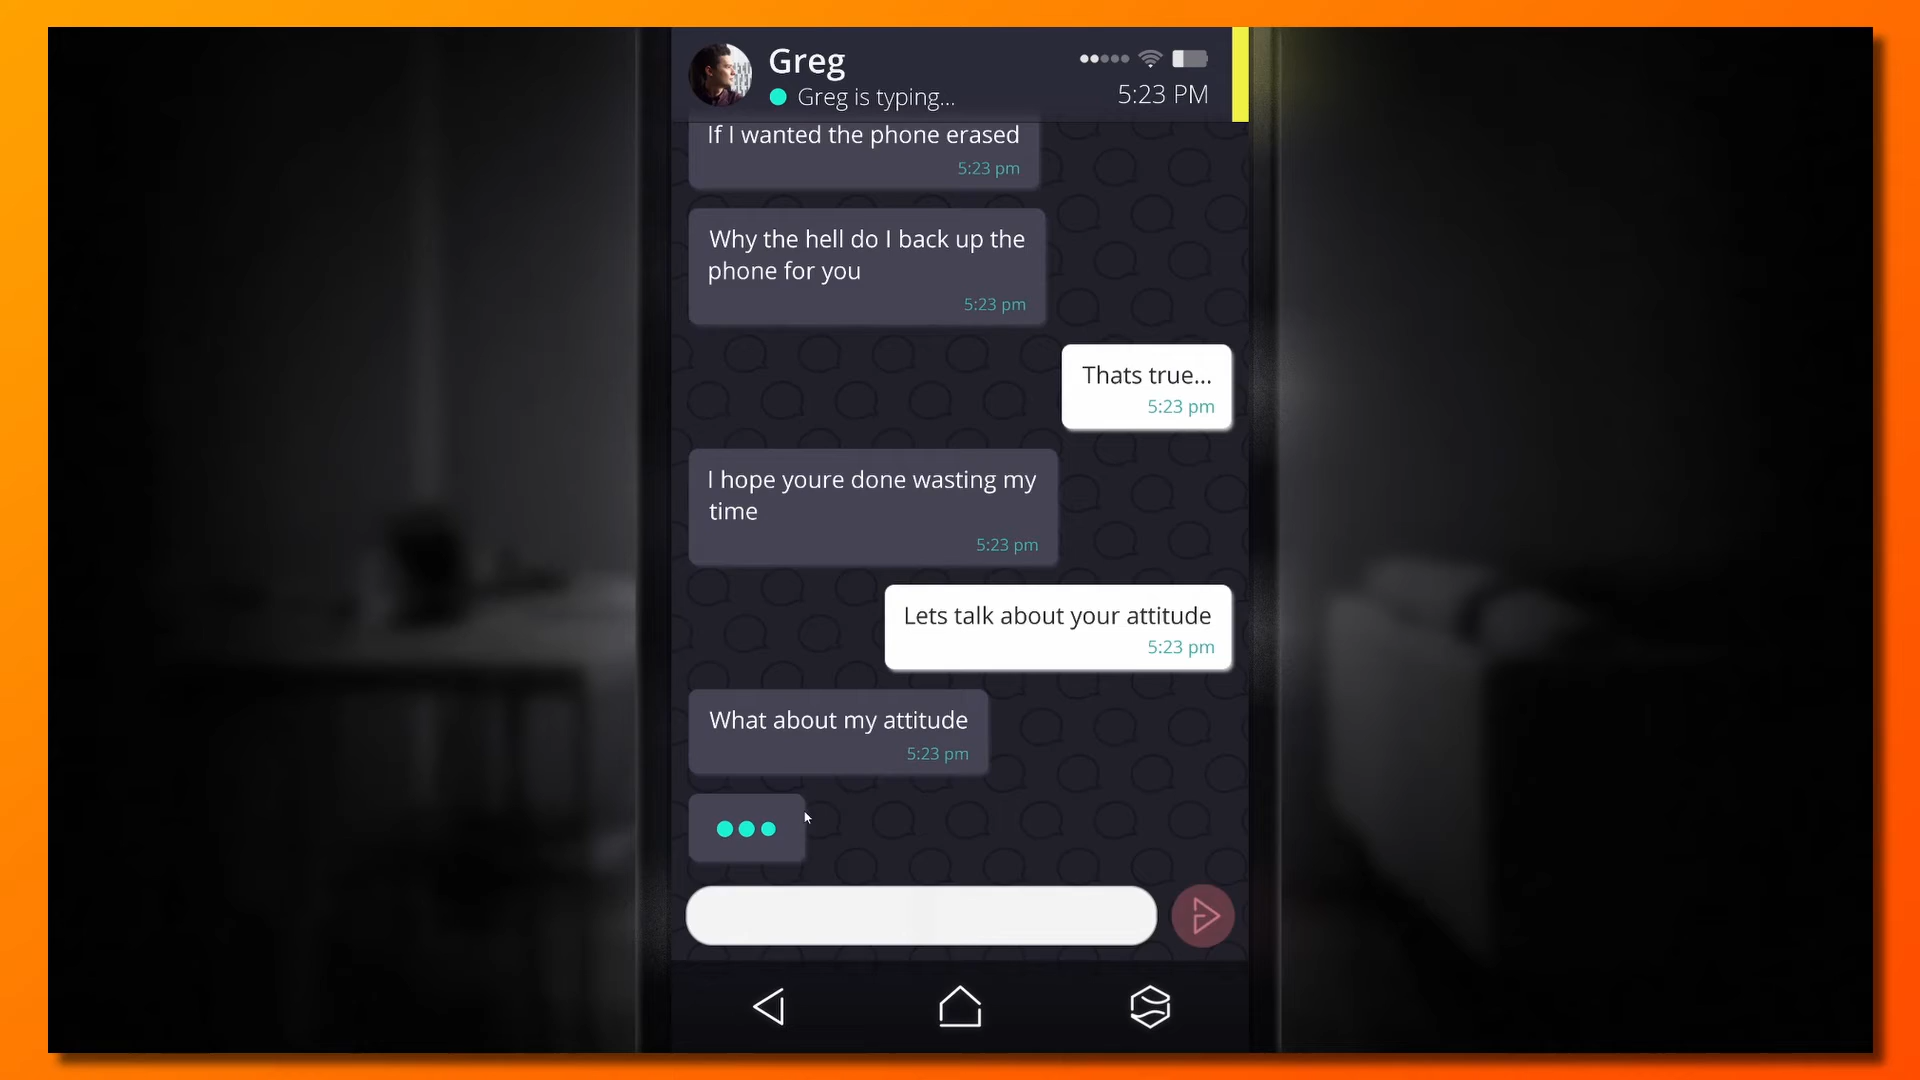 Greg
Greg is typing...
5:23 PM
If I wanted the phone erased
5:23 pm
Why the hell do I back up the
phone for you
5:23 pm
Thats true...
5:23 pm
I hope youre done wasting my
time
5:23 pm
Lets talk about your attitude
5:23 pm
What about my attitude
5:23 pm